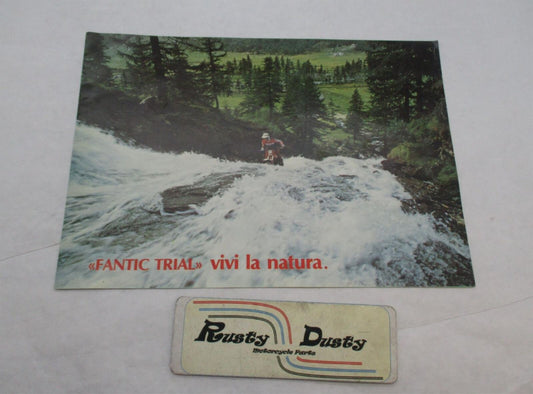 «FANTIC TRIAL» vivi la natura.
Rusty Dusty
Motorcycle Parts